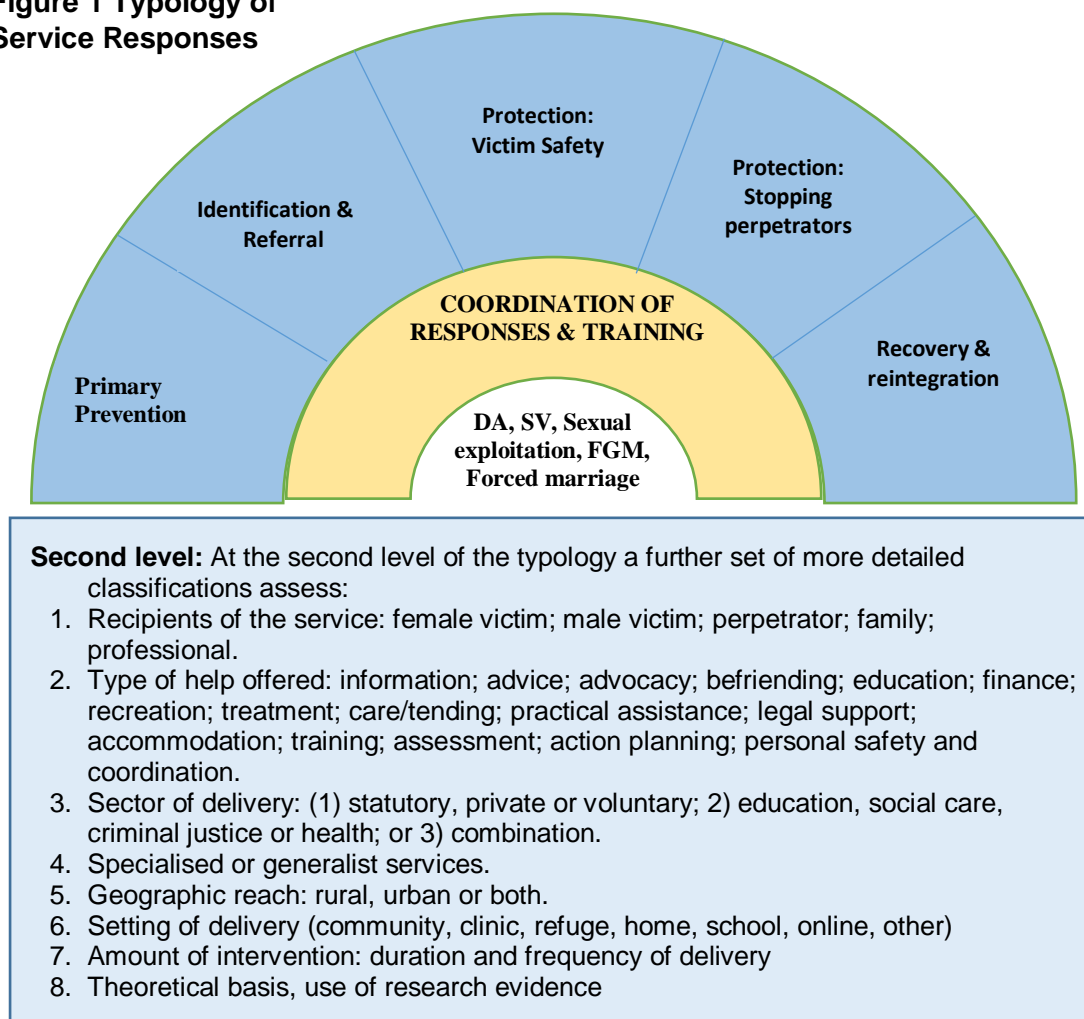 Figure 1 Typology of
Service Responses
Protection:
Victim Safety
Protection:
Stopping
perpetrators
Identification &
Referral
COORDINATION OF
RESPONSES & TRAINING
Recovery &
reintegration
Primary
Prevention
DA, SV, Sexual
exploitation, FGM,
Forced marriage
Second level: At the second level of the typology a further set of more detailed
classifications assess:
1. Recipients of the service: female victim; male victim; perpetrator; family;
professional.
2. Type of help offered: information; advice; advocacy; befriending; education; finance;
recreation; treatment; care/tending; practical assistance; legal support;
accommodation; training; assessment; action planning; personal safety and
coordination.
3. Sector of delivery: (1) statutory, private or voluntary; 2) education, social care,
criminal justice or health; or 3) combination.
4. Specialised or generalist services.
5. Geographic reach: rural, urban or both.
6. Setting of delivery (community, clinic, refuge, home, school, online, other)
7. Amount of intervention: duration and frequency of delivery
8. Theoretical basis, use of research evidence